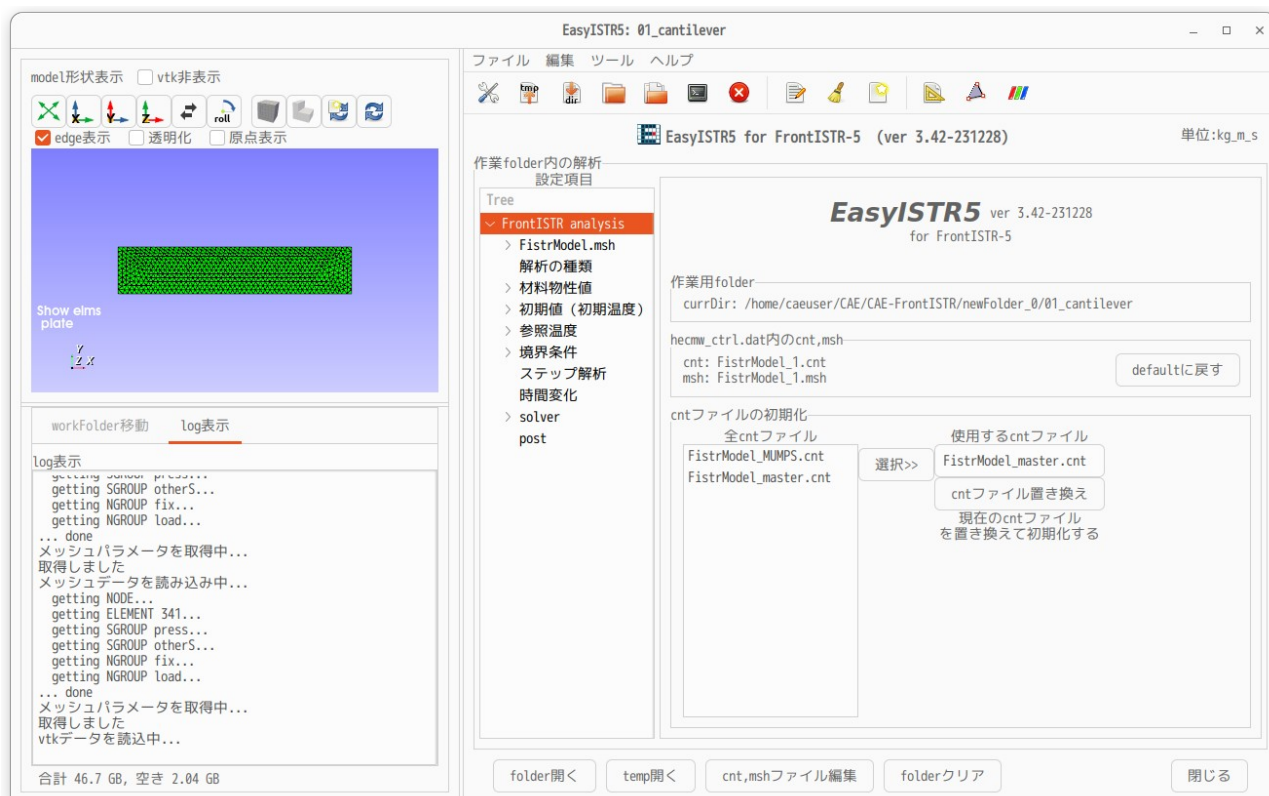 EasyISTR5: 01_cantilever
model形状表示 vtk非表示
roll
edge表示 透明化 原点表示
Show elms
plate
Y
Z X
workFolder移動 log表示
log表示
getting SGROUP press...
getting SGROUP otherS...
getting NGROUP fix...
getting NGROUP load...
... done
メッシュパラメータを取得中...
取得しました
メッシュデータを読み込み中...
getting NODE...
getting ELEMENT 341...
getting SGROUP press...
getting SGROUP otherS...
getting NGROUP fix...
getting NGROUP load...
... done
メッシュパラメータを取得中...
取得しました
vtkデータを読込中...
合計 46.7 GB, 空き 2.04 GB
ファイル 編集 ツール ヘルプ
tmp
dir
EasyISTR5 for FrontISTR-5 (ver 3.42-231228)
単位:kg_m_s
作業folder内の解析
設定項目
Tree
FrontISTR analysis
FistrModel.msh
解析の種類
材料物性値
初期値（初期温度）
参照温度
境界条件
ステップ解析
時間変化
solver
post
EasyISTR5 ver 3.42-231228
for FrontISTR-5
作業用folder
currDir: /home/caeuser/CAE/CAE-FrontISTR/newFolder_0/01_cantilever
hecmw_ctrl.dat内のcnt,msh
cnt: FistrModel_1.cnt
msh: FistrModel_1.msh
defaultに戻す
cntファイルの初期化
全cntファイル
FistrModel_MUMPS.cnt
FistrModel_master.cnt
選択>>
使用するcntファイル
FistrModel_master.cnt
cntファイル置き換え
現在のcntファイル
を置き換えて初期化する
folder開く temp開く cnt,mshファイル編集 folderクリア 閉じる